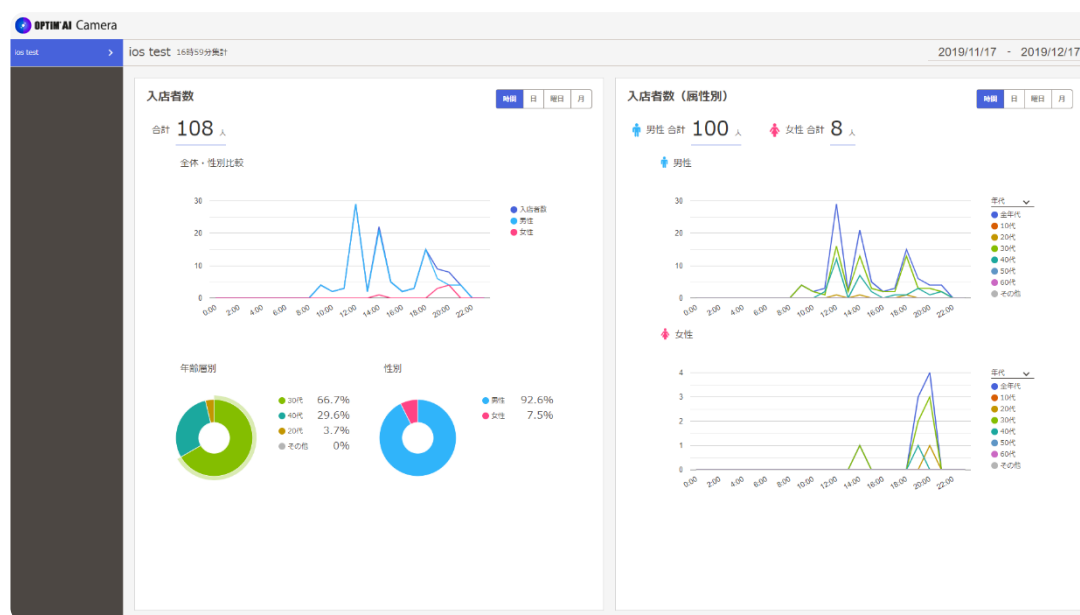 OPTiM AI Camera
ios test
ios test 16時59分集計
2019/11/17 - 2019/12/17
入店者数
時間 日 曜日 月
合計 108 人
全体・性別比較
30
20
10
0
0:00 2:00 4:00 6:00 8:00 10:00 12:00 14:00 16:00 18:00 20:00 22:00
入店者数
男性
女性
年齢層別
30代 66.7%
40代 29.6%
20代 3.7%
その他 0%
性別
男性 92.6%
女性 7.5%
入店者数（属性別）
時間 日 曜日 月
男性 合計 100 人 女性 合計 8 人
男性
30
20
10
0
0:00 2:00 4:00 6:00 8:00 10:00 12:00 14:00 16:00 18:00 20:00 22:00
年代
全年代
10代
20代
30代
40代
50代
60代
その他
女性
4
3
2
1
0
0:00 2:00 4:00 6:00 8:00 10:00 12:00 14:00 16:00 18:00 20:00 22:00
年代
全年代
10代
20代
30代
40代
50代
60代
その他